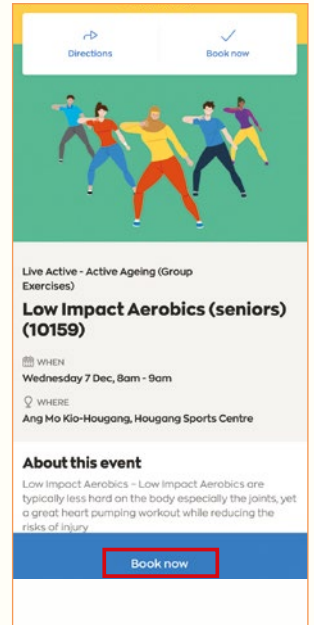 Directions
Book now
Live Active - Active Ageing (Group
Exercises)
Low Impact Aerobics (seniors)
(10159)
WHEN
Wednesday 7 Dec, 8am - 9am
WHERE
Ang Mo Kio-Hougang, Hougang Sports Centre
About this event
Low Impact Aerobics - Low Impact Aerobics are
typically less hard on the body especially the joints, yet
a great heart pumping workout while reducing the
risks of injury
Book now